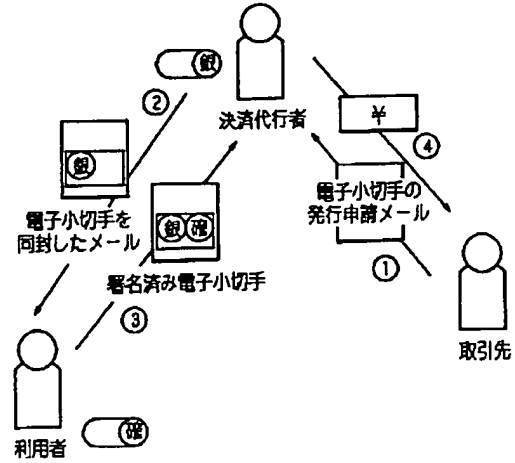 銀
決済代行者
②
¥
④
銀
電子小切手を
同封したメール
電子小切手の
発行申請メール
銀確
①
署名済み電子小切手
③
取引先
確
利用者